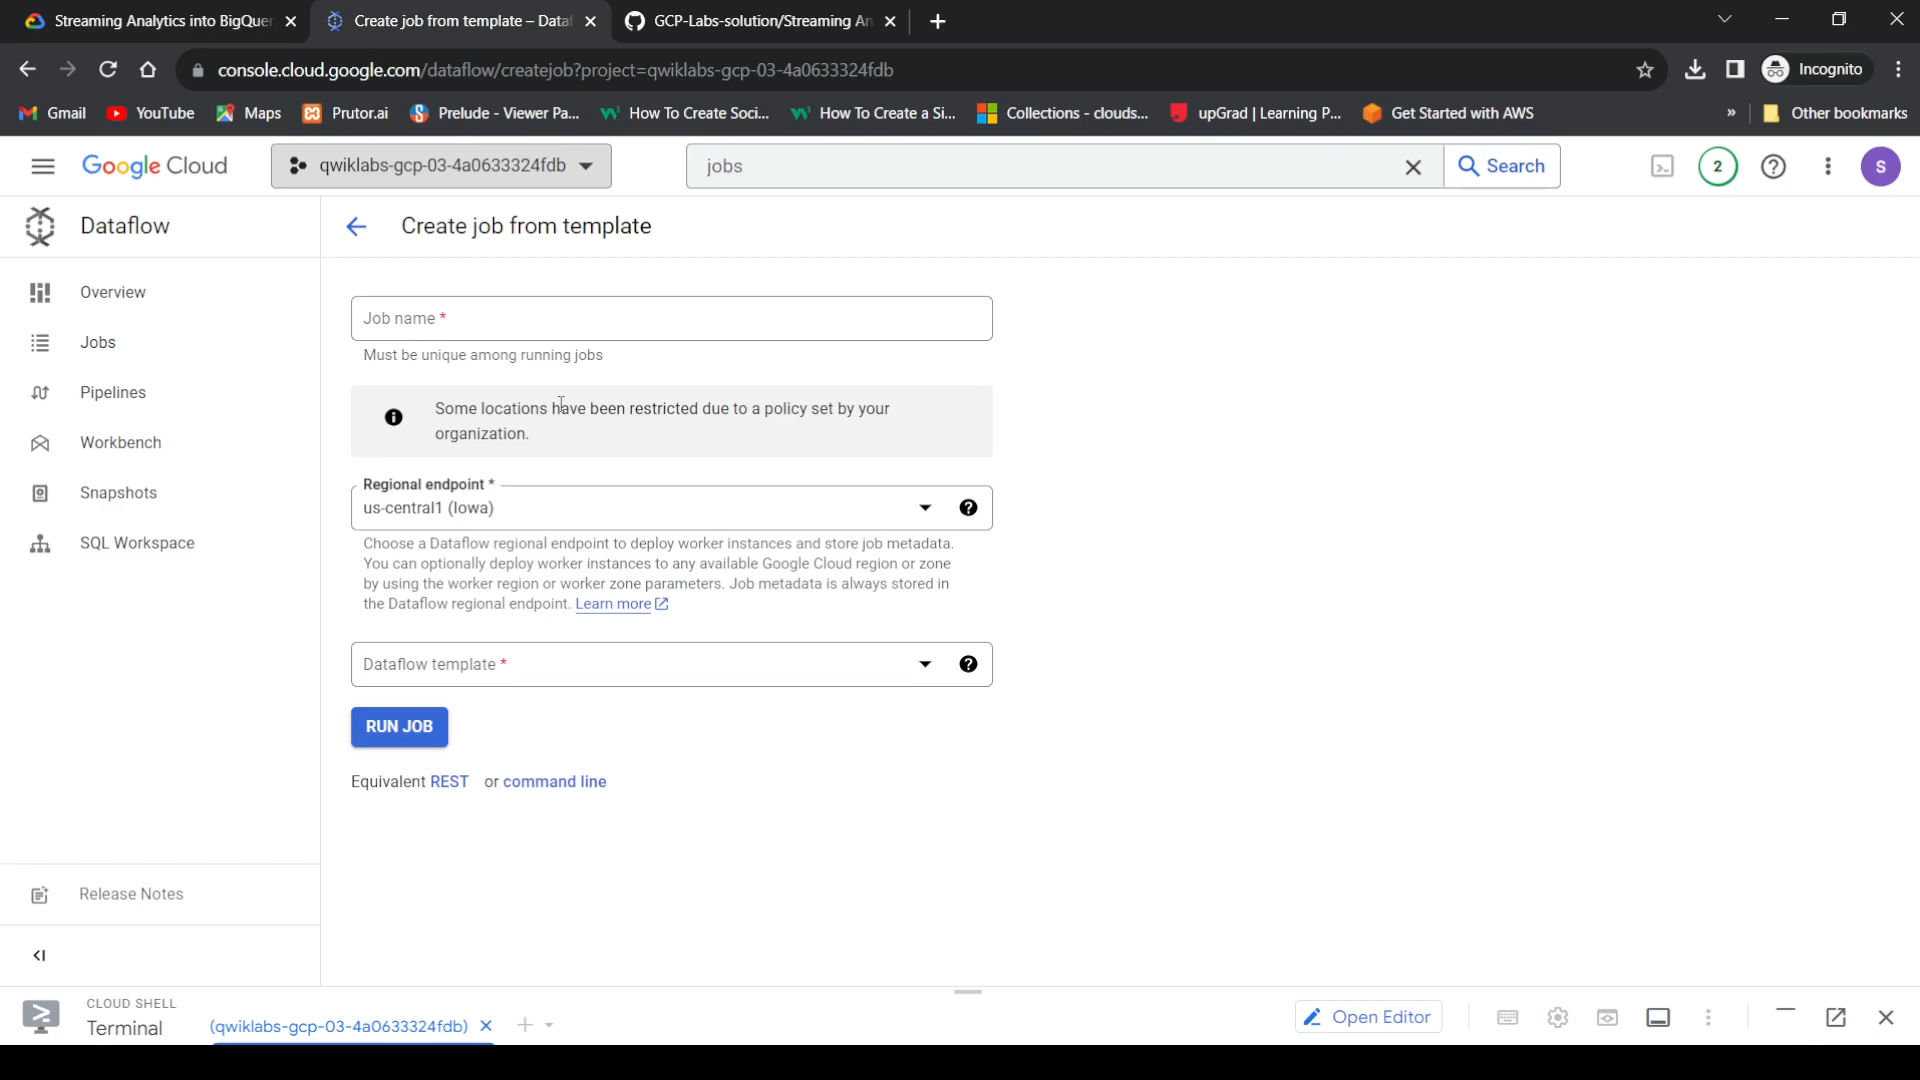 Streaming Analytics into BigQuer
Create job from template – Dataf
GCP-Labs-solution/Streaming An
console.cloud.google.com/dataflow/createjob?project=qwiklabs-gcp-03-4a0633324fdb
Incognito
Gmail
YouTube
Maps
Prutor.ai
Prelude - Viewer Pa...
How To Create Soci...
How To Create a Si...
Collections - clouds...
upGrad | Learning P...
Get Started with AWS
»
Other bookmarks
Google Cloud
qwiklabs-gcp-03-4a0633324fdb
jobs
Search
2
S
Dataflow
Create job from template
Overview
Jobs
Pipelines
Workbench
Snapshots
SQL Workspace
Release Notes
Job name *
Must be unique among running jobs
Some locations have been restricted due to a policy set by your
organization.
Regional endpoint *
us-central1 (Iowa)
Choose a Dataflow regional endpoint to deploy worker instances and store job metadata.
You can optionally deploy worker instances to any available Google Cloud region or zone
by using the worker region or worker zone parameters. Job metadata is always stored in
the Dataflow regional endpoint. Learn more
Dataflow template *
RUN JOB
Equivalent REST or command line
CLOUD SHELL
Terminal
(qwiklabs-gcp-03-4a0633324fdb)
Open Editor